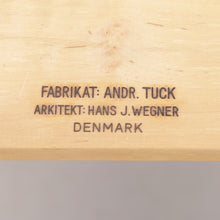 FABRIKAT: ANDR. TUCK
ARKITEKT: HANS J. WEGNER
DENMARK